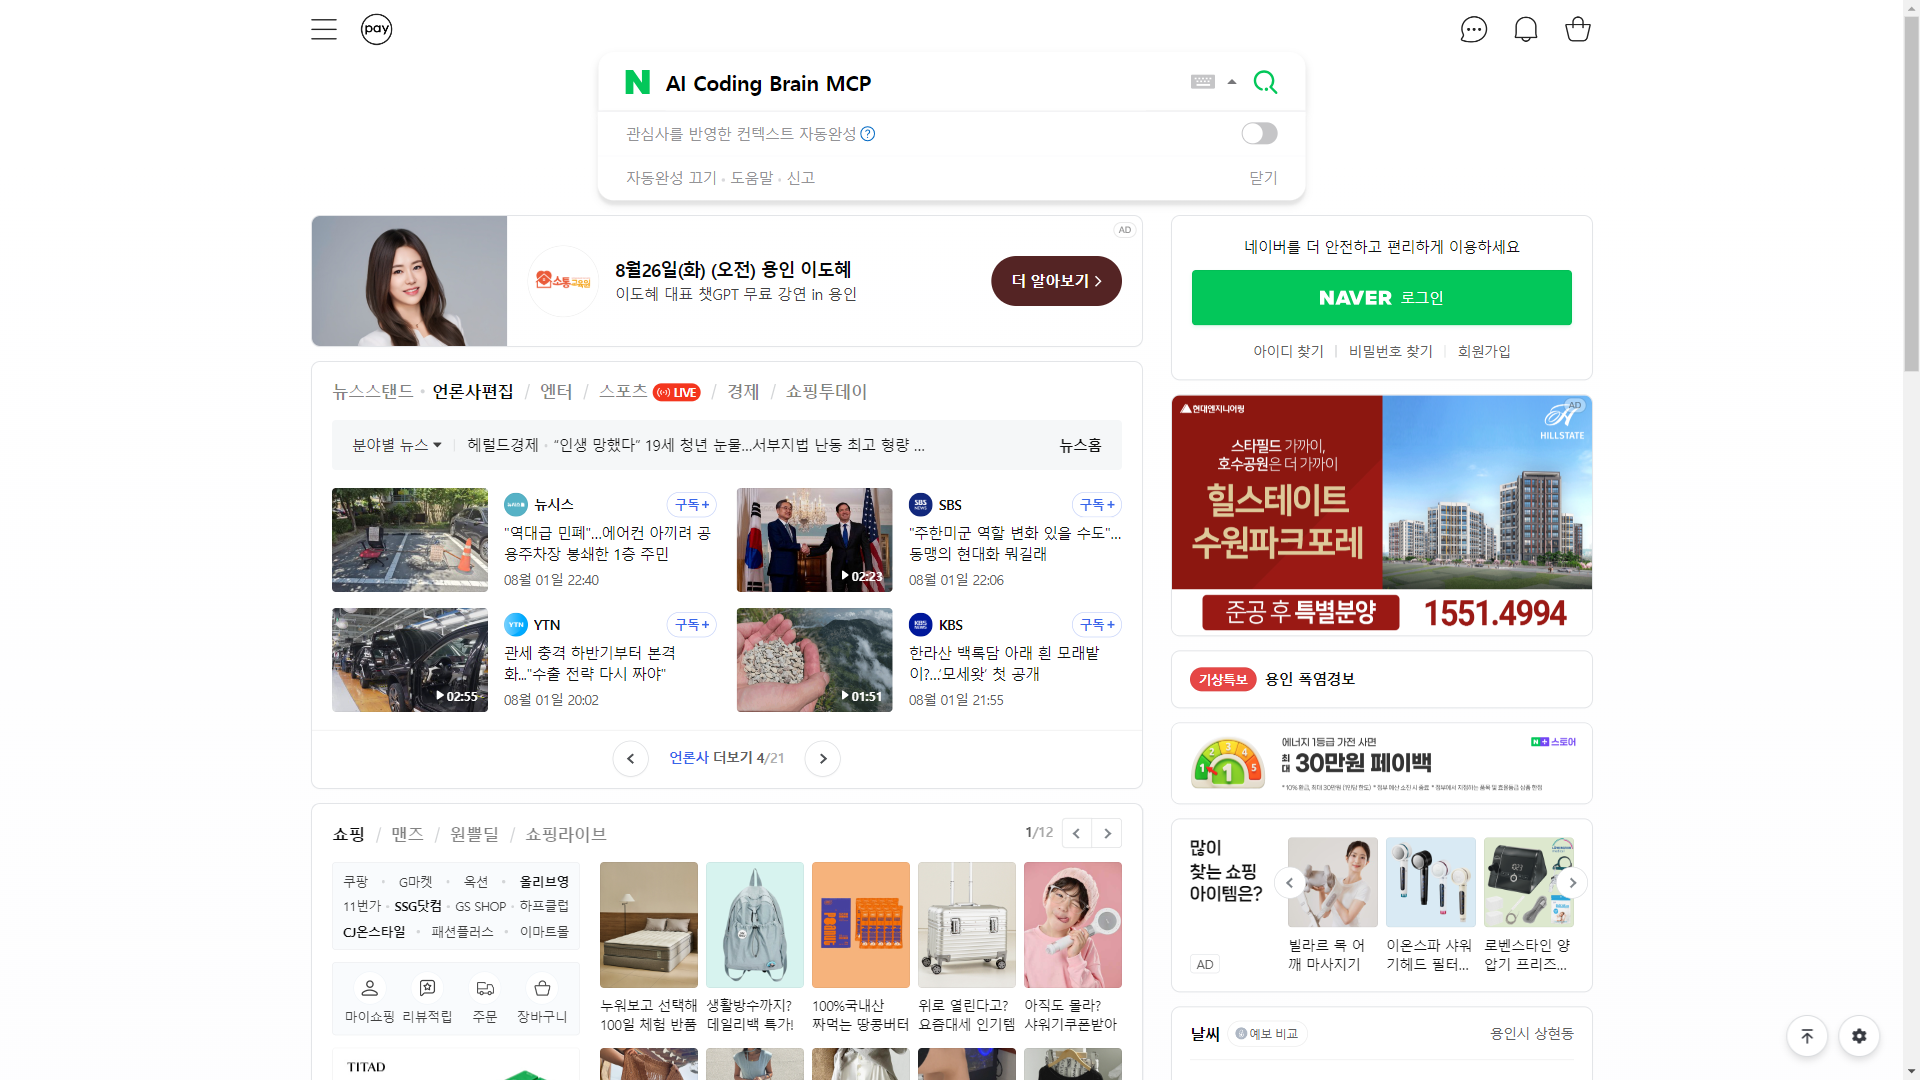 pay
N AI Coding Brain MCP
관심사를 반영한 컨텍스트 자동완성 ?
자동완성 끄기 · 도움말 · 신고 닫기
AD
소통교육원
8월26일(화) (오전) 용인 이도혜
이도혜 대표 챗GPT 무료 강연 in 용인
더 알아보기 >
네이버를 더 안전하고 편리하게 이용하세요
NAVER 로그인
아이디 찾기 | 비밀번호 찾기 | 회원가입
뉴스스탠드 · 언론사편집 / 엔터 / 스포츠 LIVE / 경제 / 쇼핑투데이
분야별 뉴스 헤럴드경제 · “인생 망했다” 19세 청년 눈물…서부지법 난동 최고 형량 ...
뉴스홈
뉴시스 구독+
"역대급 민폐"…에어컨 아끼려 공
용주차장 봉쇄한 1층 주민
08월 01일 22:40
02:23
SBS NEWS
SBS 구독+
"주한미군 역할 변화 있을 수도"…
동맹의 현대화 뭐길래
08월 01일 22:06
02:55
YTN
YTN 구독+
관세 충격 하반기부터 본격
화..."수출 전략 다시 짜야"
08월 01일 20:02
01:51
KBS NEWS
KBS 구독+
한라산 백록담 아래 흰 모래밭
이?…‘모세왓’ 첫 공개
08월 01일 21:55
언론사 더보기 4/21
현대엔지니어링
AD
HILLSTATE
스타필드 가까이,
호수공원은 더 가까이
힐스테이트
수원파크포레
준공 후 특별분양 1551.4994
기상특보 용인 폭염경보
1 2 3 4 5
1
에너지 1등급 가전 사면
최대 30만원 페이백
N+ 스토어
쇼핑 / 맨즈 / 원쁠딜 / 쇼핑라이브
1/12
쿠팡 · G마켓 · 옥션 · 올리브영
11번가 · SSG닷컴 · GS SHOP · 하프클럽
CJ온스타일 · 패션플러스 · 이마트몰
마이쇼핑 리뷰적립 주문 장바구니
TITAD
누워보고 선택해
100일 체험 반품
생활방수까지?
데일리백 특가!
100%국내산
짜먹는 땅콩버터
위로 열린다고?
요즘대세 인기템
아직도 몰라?
샤워기쿠폰받아
많이
찾는 쇼핑
아이템은?
AD
빌라르 목 어
깨 마사지기
이온스파 샤워
기헤드 필터...
로벤스타인 양
압기 프리즈...
날씨 예보 비교 용인시 상현동